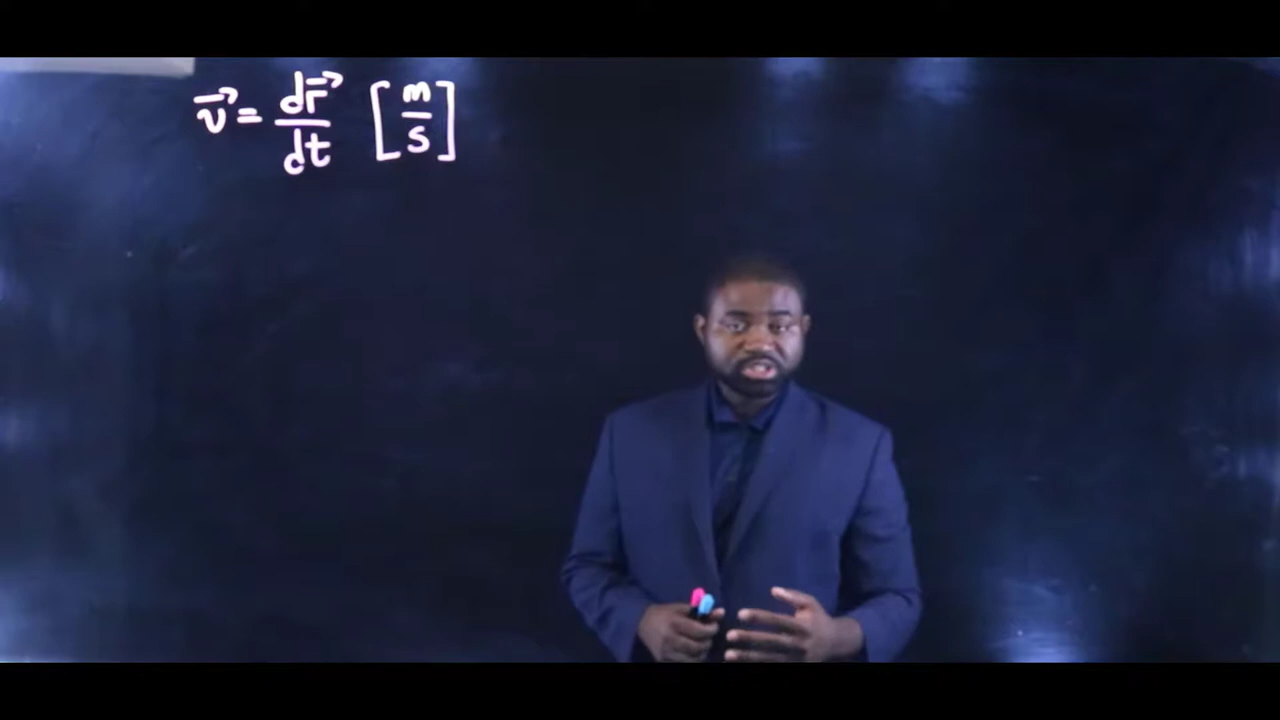 v⃗ = dr⃗/dt [m/s]